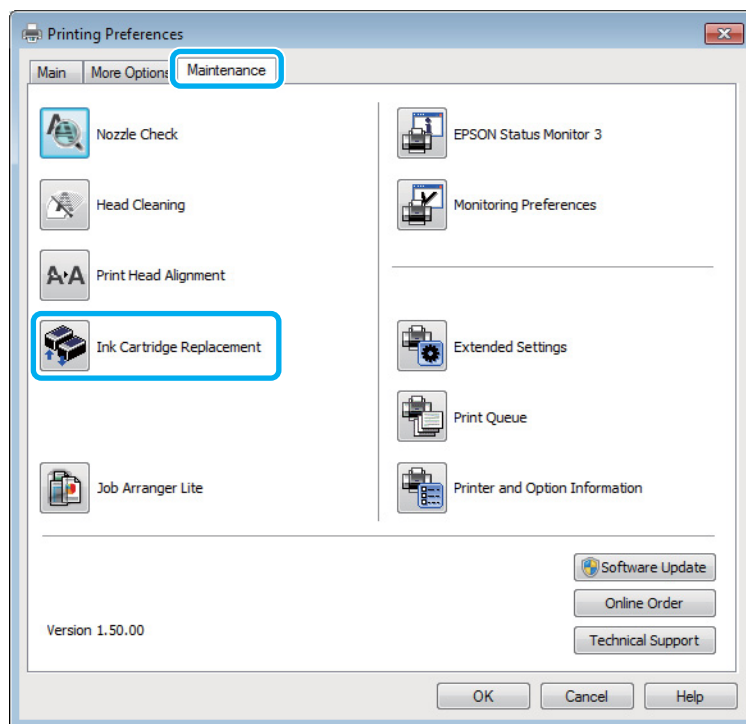 Printing Preferences
Main
More Options
Maintenance
Nozzle Check
EPSON Status Monitor 3
Head Cleaning
Monitoring Preferences
A A Print Head Alignment
Ink Cartridge Replacement
Extended Settings
Print Queue
Job Arranger Lite
Printer and Option Information
Software Update
Online Order
Version 1.50.00
Technical Support
OK
Cancel
Help